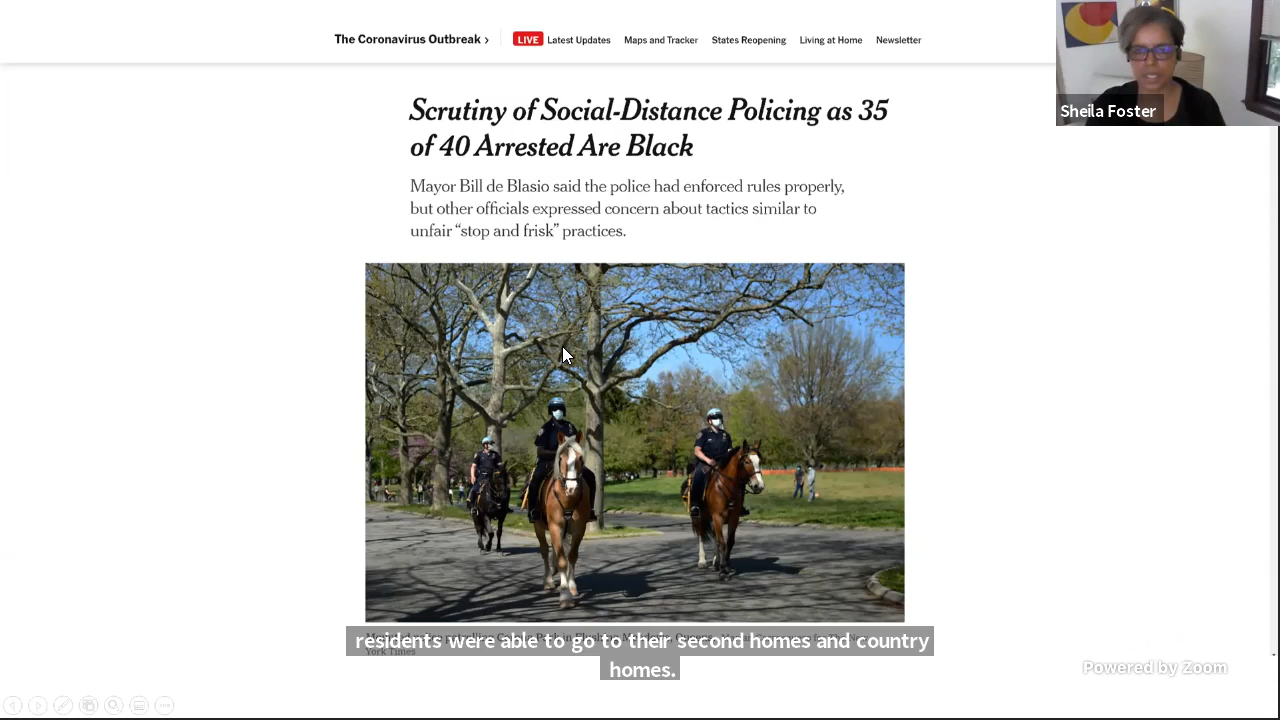 The Coronavirus Outbreak ›
LIVE Latest Updates Maps and Tracker States Reopening Living at Home Newsletter
Sheila Foster
Scrutiny of Social-Distance Policing as 35
of 40 Arrested Are Black
Mayor Bill de Blasio said the police had enforced rules properly,
but other officials expressed concern about tactics similar to
unfair “stop and frisk” practices.
residents were able to go to their second homes and country
homes.
York Times
Powered by Zoom